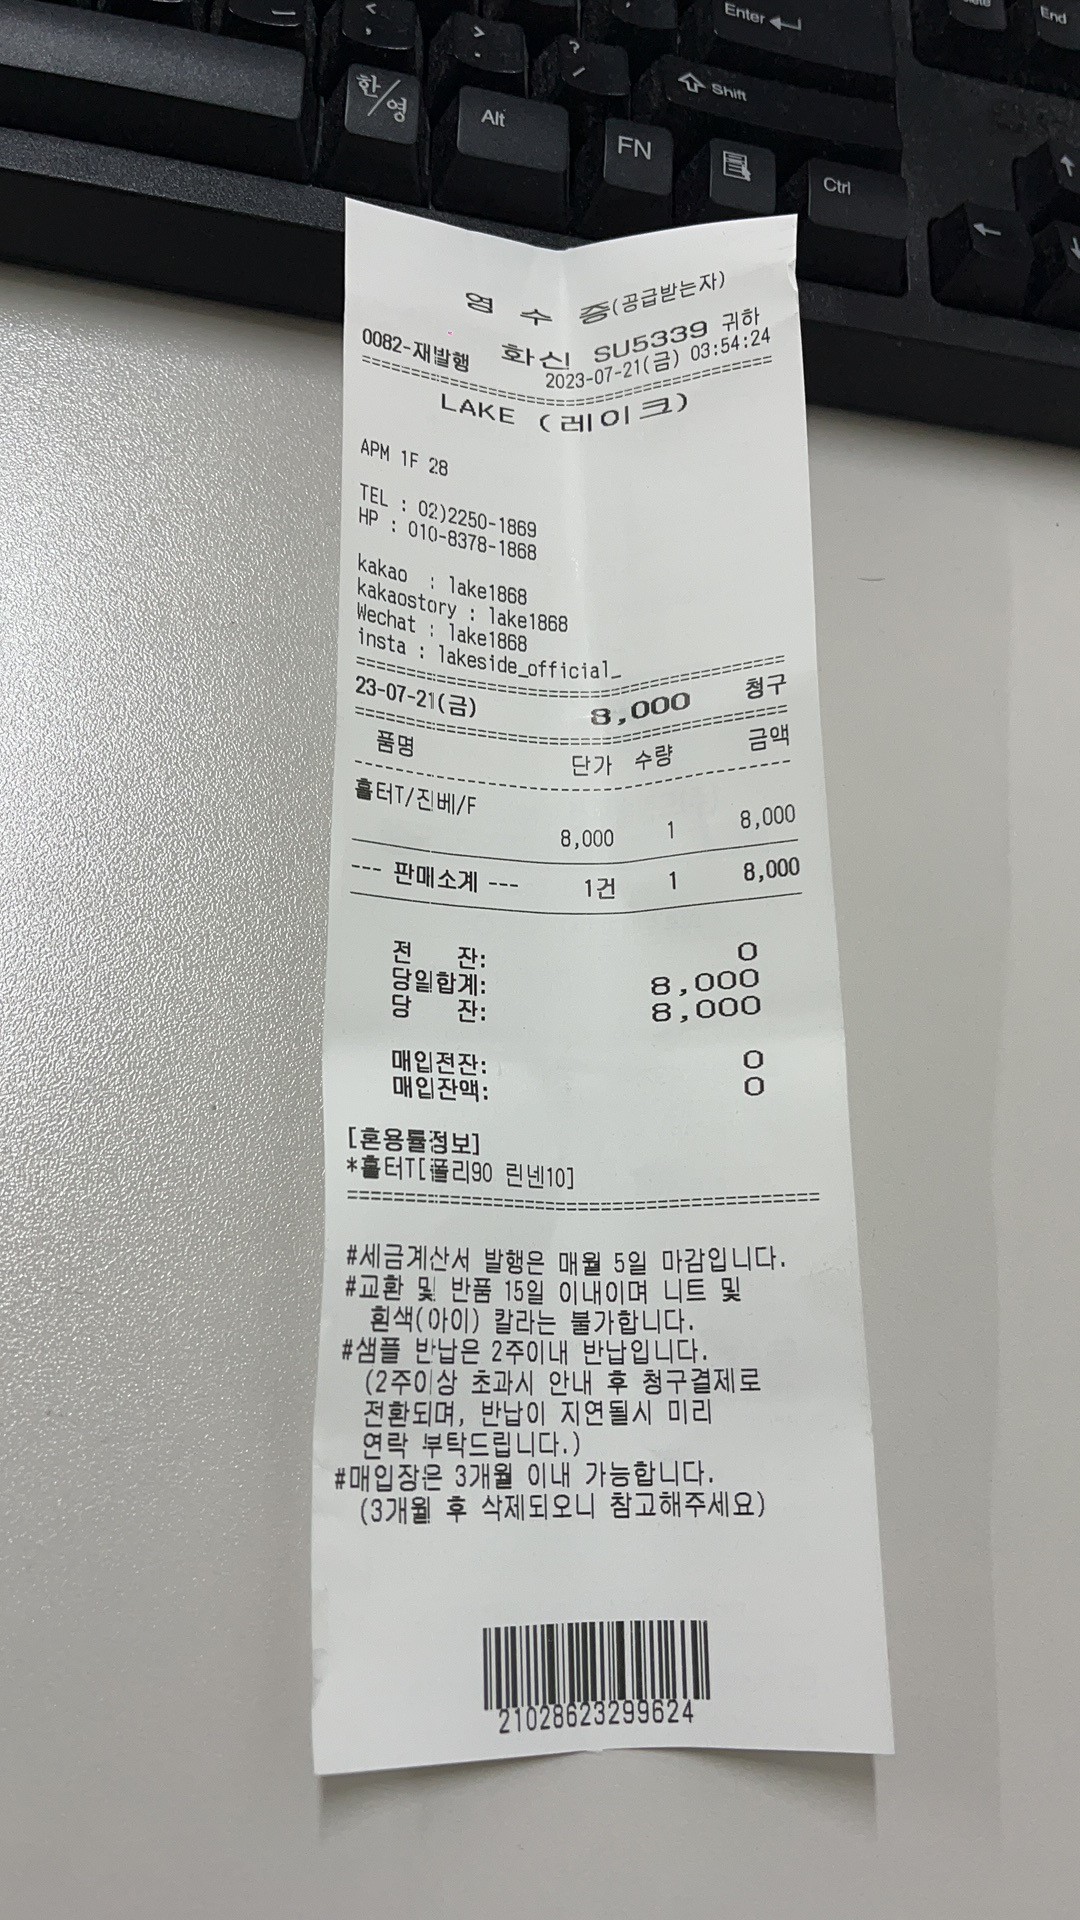 Enter
End
Shift
한/영
Alt
FN
Ctrl
영 수 증(공급받는자)
0082-재발행 화신 SU5339 귀하
2023-07-21(금) 03:54:24
LAKE (레이크)
APM 1F 28
TEL : 02)2250-1869
HP : 010-8378-1868
kakao : lake1868
kakaostory : lake1868
Wechat : lake1868
insta : lakeside_official_
23-07-21(금) 8,000 청구
품명 단가 수량 금액
홀터T/진베/F
8,000 1 8,000
--- 판매소계 --- 1건 1 8,000
전 잔: 0
당일합계: 8,000
당 잔: 8,000
매입전잔: 0
매입잔액: 0
[혼용률정보]
*홀터T[폴리90 린넨10]
#세금계산서 발행은 매월 5일 마감입니다.
#교환 및 반품 15일 이내이며 니트 및
흰색(아이) 칼라는 불가합니다.
#샘플 반납은 2주이내 반납입니다.
(2주이상 초과시 안내 후 청구결제로
전환되며, 반납이 지연될시 미리
연락 부탁드립니다.)
#매입장은 3개월 이내 가능합니다.
(3개월 후 삭제되오니 참고해주세요)
21028623299624